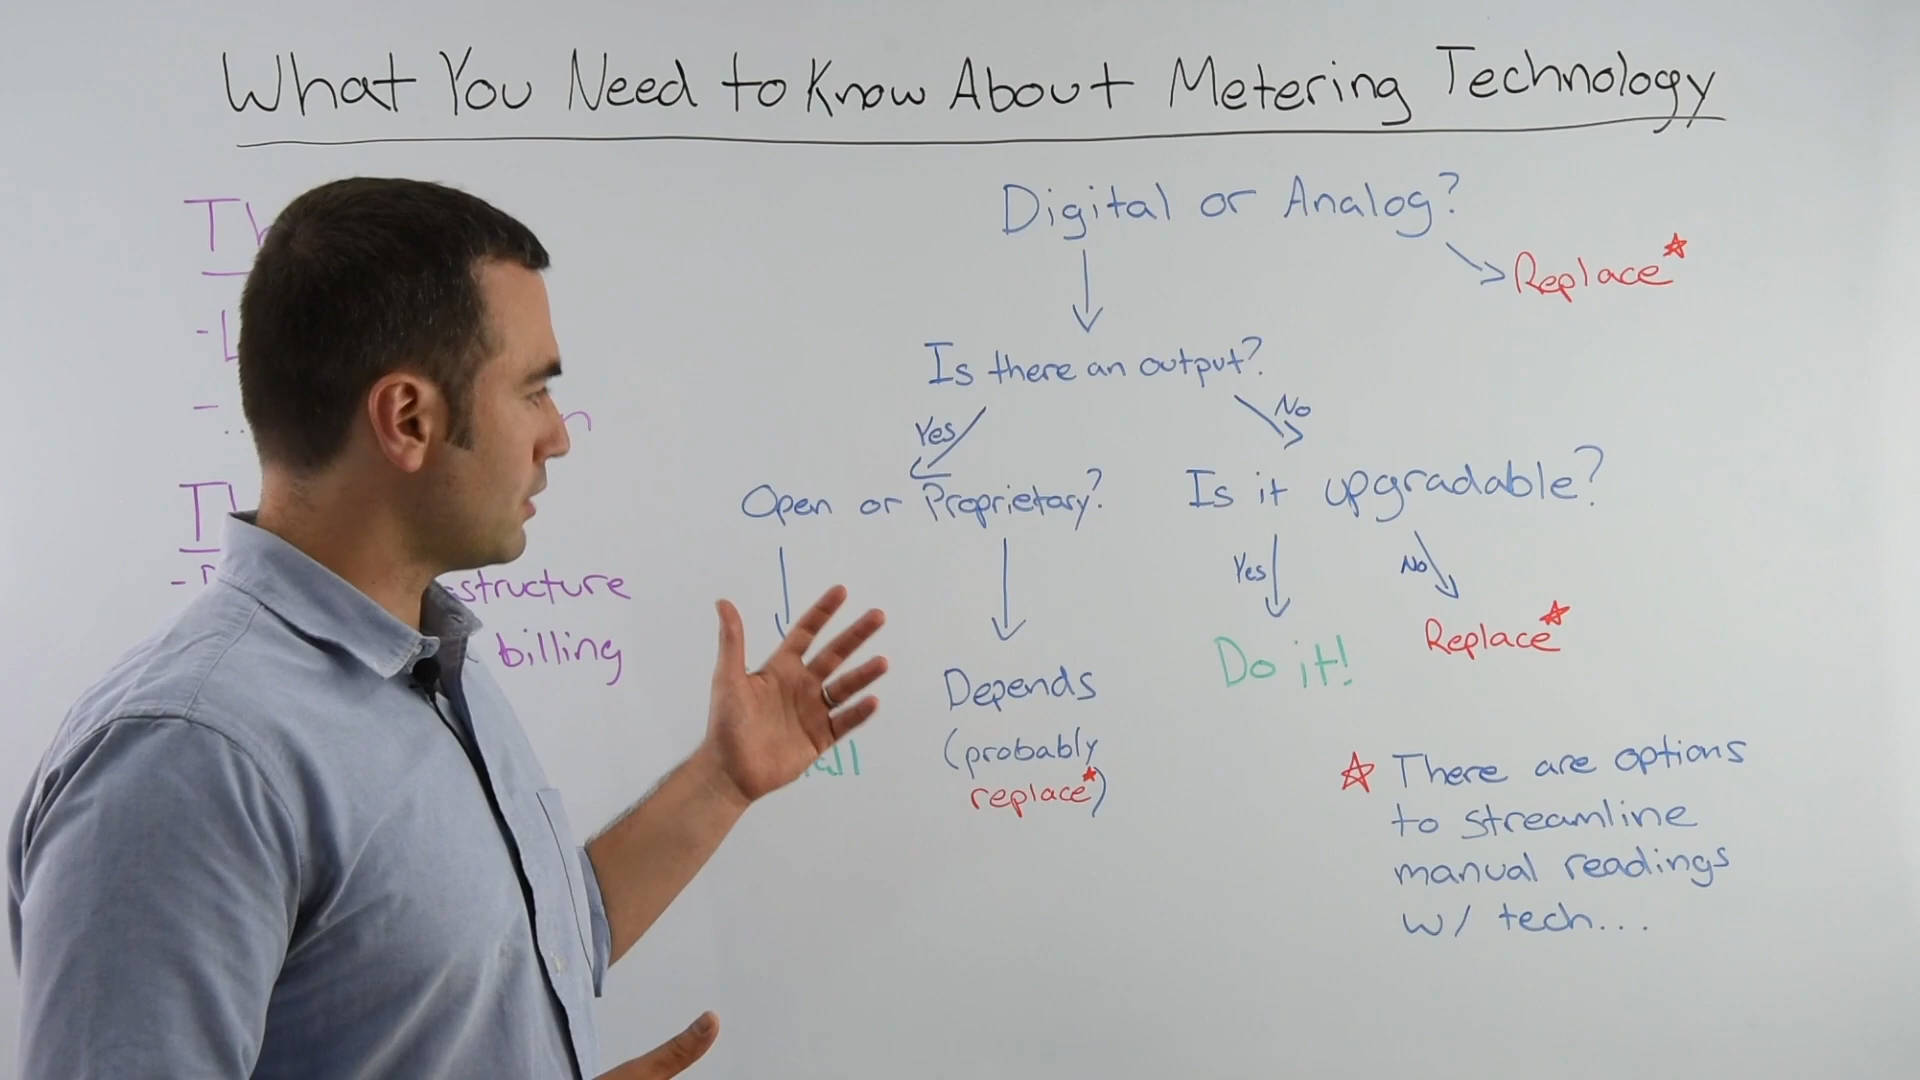 What You Need to Know About Metering Technology
structure
billing
Digital or Analog?
Replace*
Is there an output?
Yes
No
Open or Proprietary?
Is it upgradable?
Yes
No
Depends
(probably
replace*)
Do it!
Replace*
* There are options
to streamline
manual readings
w/ tech...